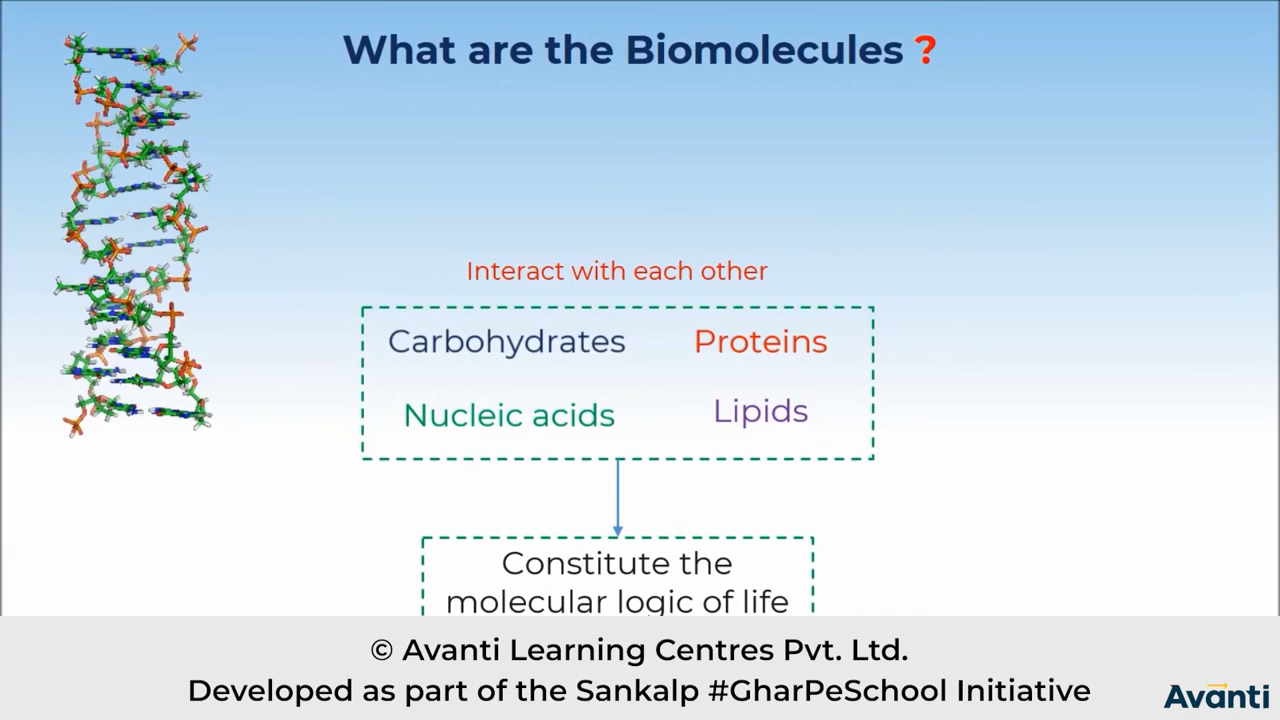 What are the Biomolecules ?
Interact with each other
Carbohydrates Proteins
Nucleic acids Lipids
Constitute the
molecular logic of life
© Avanti Learning Centres Pvt. Ltd.
Developed as part of the Sankalp #GharPeSchool Initiative
Avanti